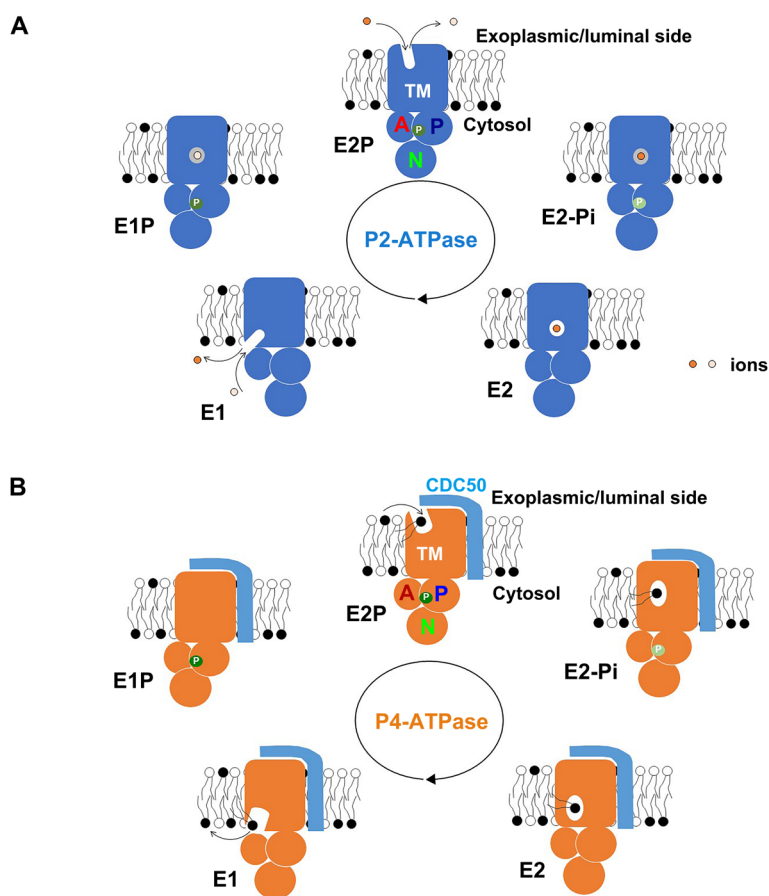 A
Exoplasmic/luminal side
TM
A P P
Cytosol
E2P
N
P
E1P
P
E2-Pi
P2-ATPase
E1
E2
ions
B
CDC50
Exoplasmic/luminal side
TM
A P P
Cytosol
E2P
N
P
E1P
P
E2-Pi
P4-ATPase
E1
E2